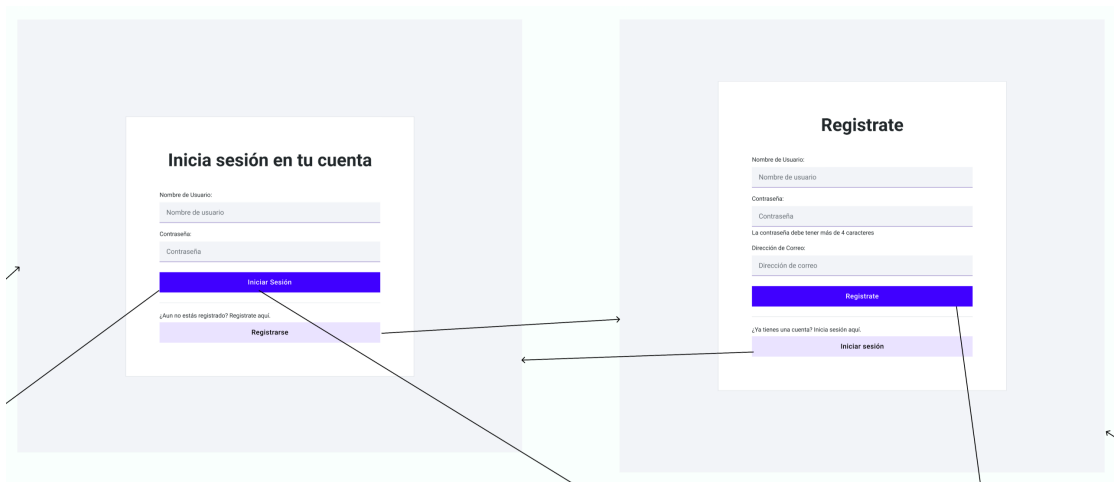 Inicia sesión en tu cuenta
Nombre de Usuario:
Nombre de usuario
Contraseña:
Contraseña
Iniciar Sesión
¿Aun no estás registrado? Registrate aquí.
Registrarse
Registrate
Nombre de Usuario:
Nombre de usuario
Contraseña:
Contraseña
La contraseña debe tener más de 4 caracteres
Dirección de Correo:
Dirección de correo
Registrate
¿Ya tienes una cuenta? Inicia sesión aquí.
Iniciar sesión